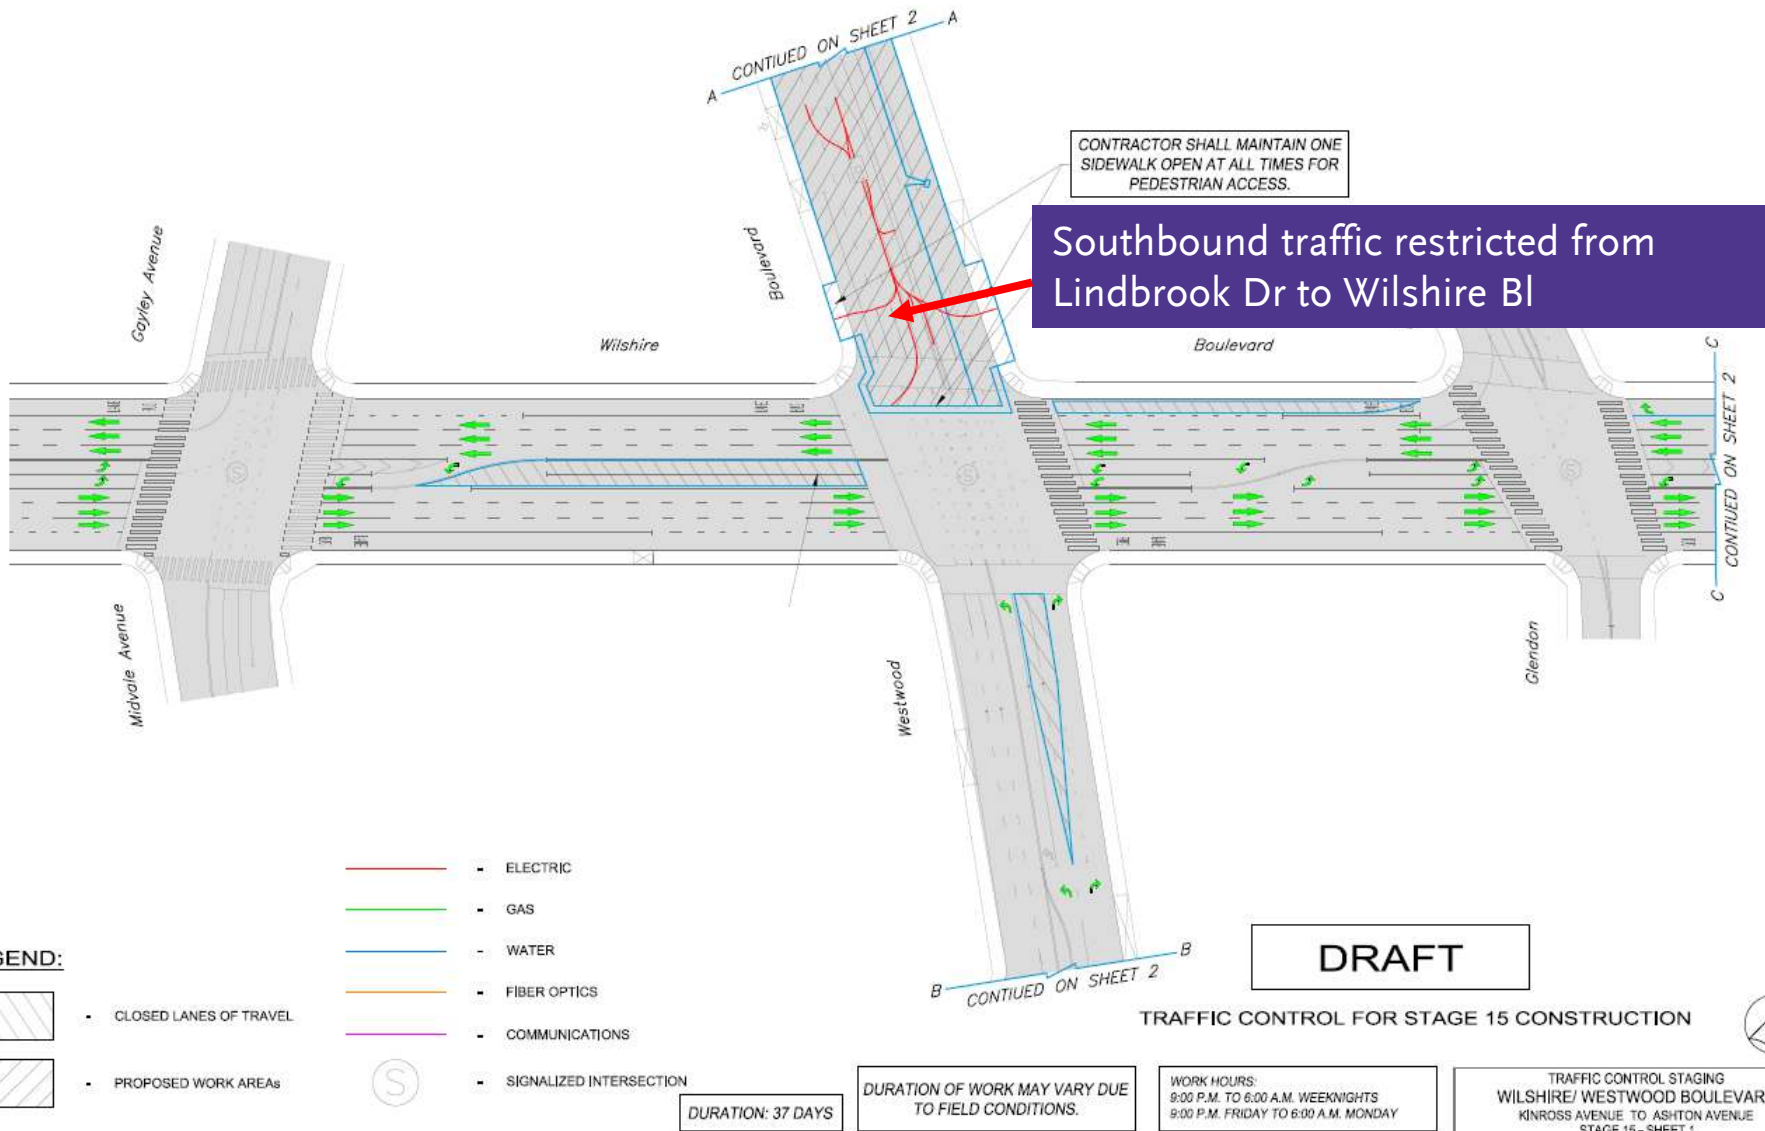 CONTIUED ON SHEET 2
A
A
CONTRACTOR SHALL MAINTAIN ONE
SIDEWALK OPEN AT ALL TIMES FOR
PEDESTRIAN ACCESS.
Southbound traffic restricted from
Lindbrook Dr to Wilshire Bl
Gayley Avenue
Boulevard
Wilshire
Boulevard
C
CONTIUED ON SHEET 2
C
S
S
S
Midvale Avenue
Westwood
Glendon
B
CONTIUED ON SHEET 2
B
GEND:
- CLOSED LANES OF TRAVEL
- PROPOSED WORK AREAs
- ELECTRIC
- GAS
- WATER
- FIBER OPTICS
- COMMUNICATIONS
S - SIGNALIZED INTERSECTION
DRAFT
TRAFFIC CONTROL FOR STAGE 15 CONSTRUCTION
DURATION: 37 DAYS
DURATION OF WORK MAY VARY DUE
TO FIELD CONDITIONS.
WORK HOURS:
9:00 P.M. TO 6:00 A.M. WEEKNIGHTS
9:00 P.M. FRIDAY TO 6:00 A.M. MONDAY
TRAFFIC CONTROL STAGING
WILSHIRE/ WESTWOOD BOULEVAR
KINROSS AVENUE TO ASHTON AVENUE
STAGE 15 - SHEET 1